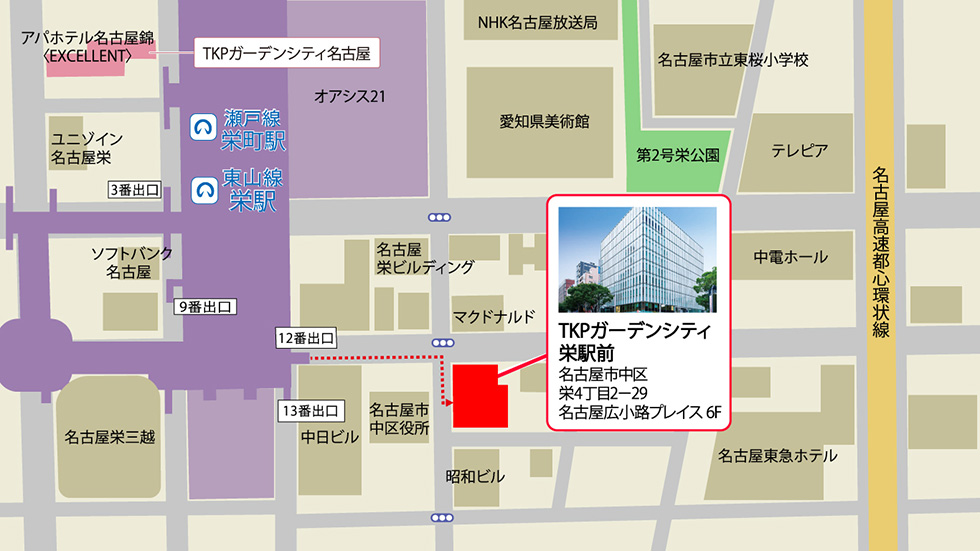 アパホテル名古屋錦
〈EXCELLENT〉
TKPガーデンシティ名古屋
NHK名古屋放送局
名古屋市立東桜小学校
オアシス21
愛知県美術館
瀬戸線
栄町駅
ユニゾイン
名古屋栄
第2号栄公園
テレピア
東山線
栄駅
3番出口
名古屋高速都心環状線
ソフトバンク
名古屋
名古屋
栄ビルディング
中電ホール
9番出口
マクドナルド
12番出口
TKPガーデンシティ
栄駅前
名古屋市中区
栄4丁目2ー29
名古屋広小路プレイス 6F
13番出口
名古屋市
中区役所
名古屋栄三越
中日ビル
昭和ビル
名古屋東急ホテル